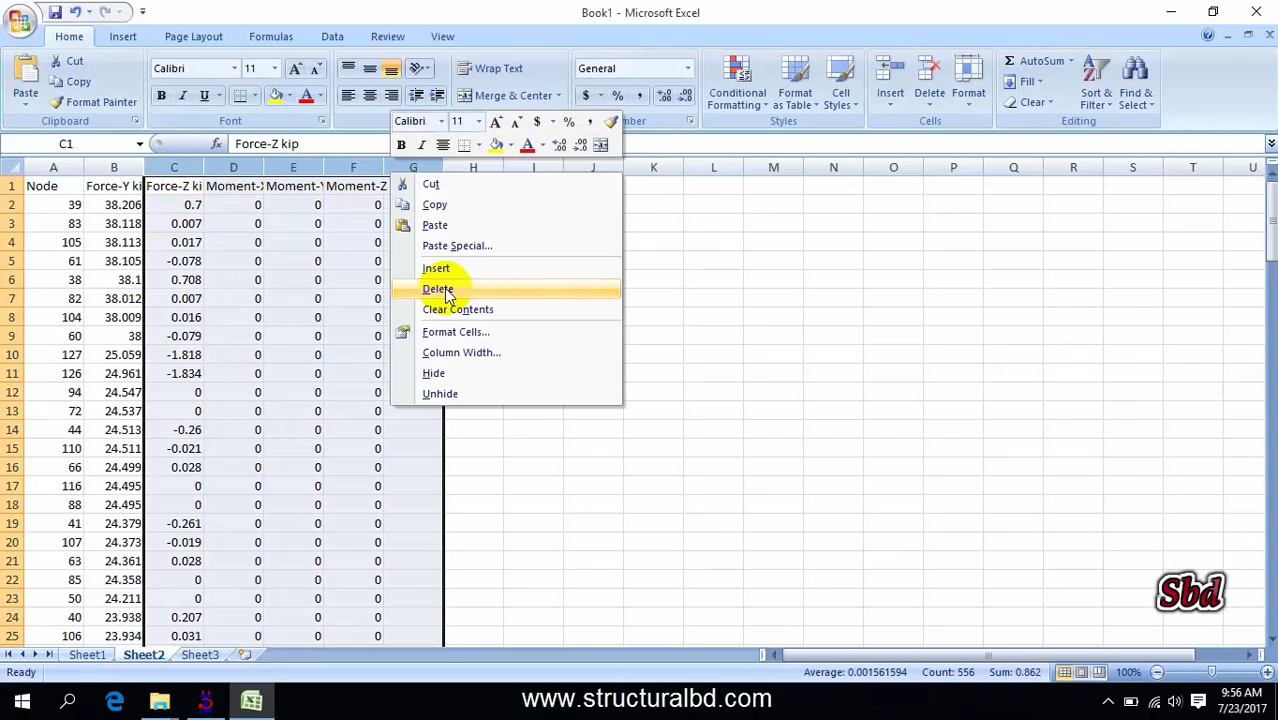 Book1 - Microsoft Excel
Home Insert Page Layout Formulas Data Review View
Paste Cut Copy Format Painter Clipboard
Calibri 11 B I U
Wrap Text Merge & Center
General $ % ,
Conditional Formatting Format as Table Cell Styles Styles
Insert Delete Format Cells
AutoSum Fill Clear Sort & Filter Find & Select Editing
Calibri 11 $ % ,
B I
C1 fx Force-Z kip
A B C D E F G H I J K L M N O P Q R S T U
1 Node Force-Y ki Force-Z ki Moment-X Moment-Y Moment-Z
2 39 38.206 0.7 0 0 0
3 83 38.118 0.007 0 0 0
4 105 38.113 0.017 0 0 0
5 61 38.105 -0.078 0 0 0
6 38 38.1 0.708 0 0 0
7 82 38.012 0.007 0 0 0
8 104 38.009 0.016 0 0 0
9 60 38 -0.079 0 0 0
10 127 25.059 -1.818 0 0 0
11 126 24.961 -1.834 0 0 0
12 94 24.547 0 0 0 0
13 72 24.537 0 0 0 0
14 44 24.513 -0.26 0 0 0
15 110 24.511 -0.021 0 0 0
16 66 24.499 0.028 0 0 0
17 116 24.495 0 0 0 0
18 88 24.495 0 0 0 0
19 41 24.379 -0.261 0 0 0
20 107 24.373 -0.019 0 0 0
21 63 24.361 0.028 0 0 0
22 85 24.358 0 0 0 0
23 50 24.211 0 0 0 0
24 40 23.938 0.207 0 0 0
25 106 23.934 0.031 0 0 0
Cut
Copy
Paste
Paste Special...
Insert
Delete
Clear Contents
Format Cells...
Column Width...
Hide
Unhide
Sbd
Sheet1 Sheet2 Sheet3
Ready Average: 0.001561594 Count: 556 Sum: 0.862 100%
www.structuralbd.com
9:56 AM
7/23/2017